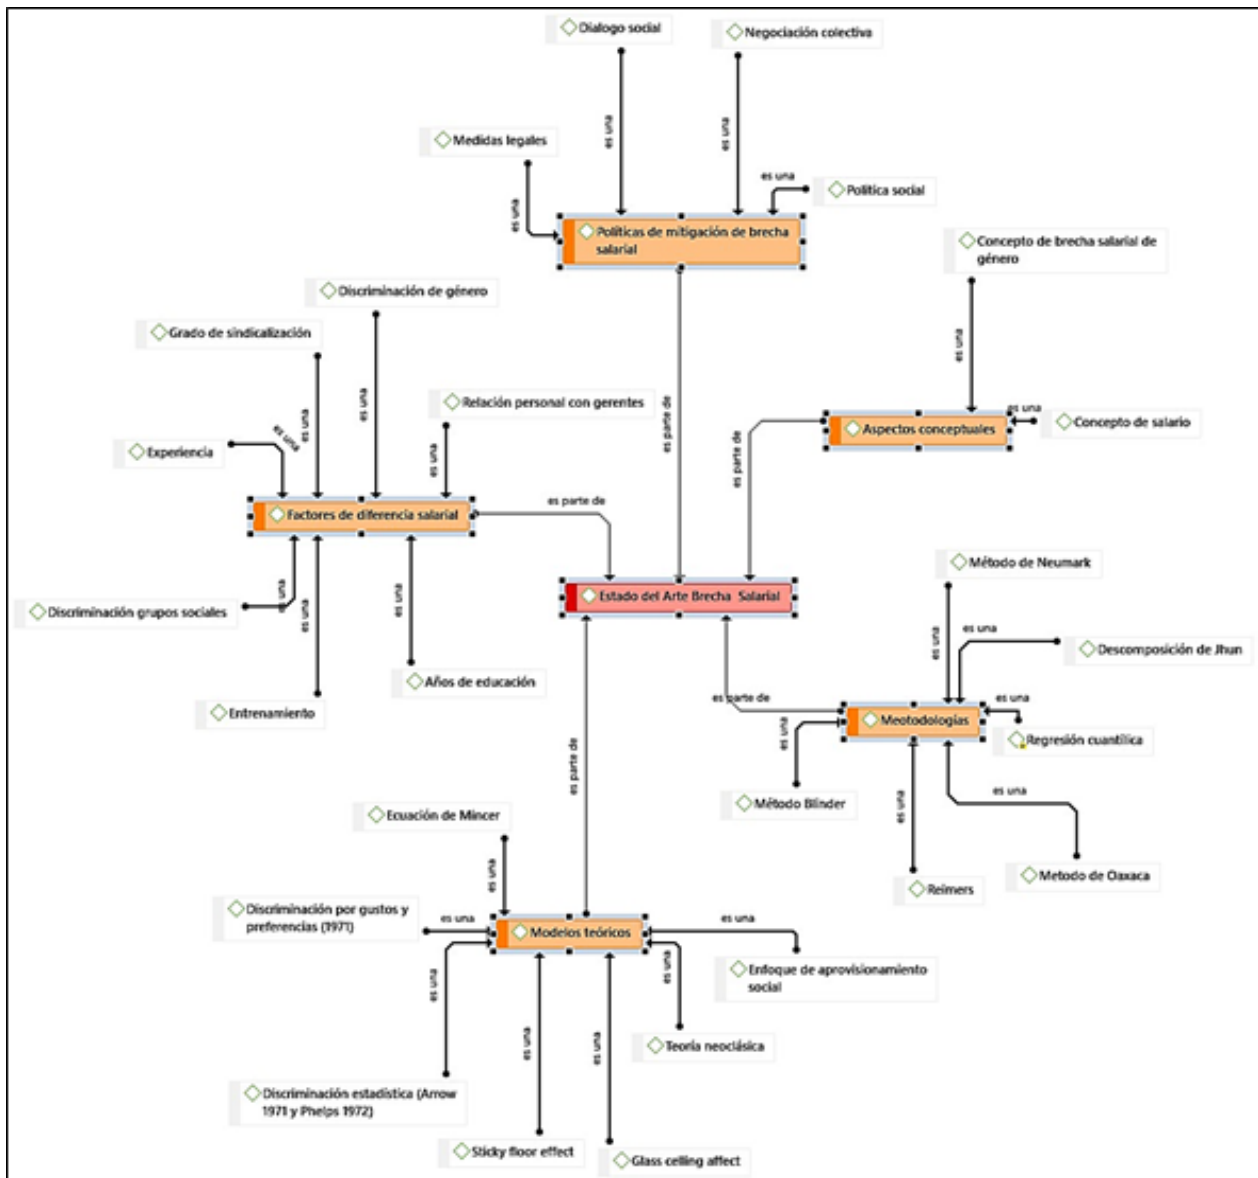 Dialogo social
Negociación colectiva
es una
es una
Medidas legales
es una
es una
Política social
Políticas de mitigación de brecha
salarial
Concepto de brecha salarial de
género
es una
Discriminación de género
Grado de sindicalización
es una
es una
Relación personal con gerentes
es una
es una
Experiencia
es parte de
es parte de
es una
Aspectos conceptuales
Concepto de salario
Factores de diferencia salarial
es parte de
Estado del Arte Brecha Salarial
es una
es una
es una
Discriminación grupos sociales
Años de educación
Entrenamiento
Método de Neumark
es una
es una
Descomposición de Jhun
es parte de
es una
es una
Meotodologías
Regresión cuantílica
es parte de
Método Blinder
es una
es una
Reimers
Metodo de Oaxaca
Ecuación de Mincer
es una
Discriminación por gustos y
preferencias (1971)
es una
Modelos teóricos
es una
es una
Enfoque de aprovisionamiento
social
es una
es una
es una
Teoría neoclásica
Discriminación estadística (Arrow
1971 y Phelps 1972)
Sticky floor effect
Glass celling affect